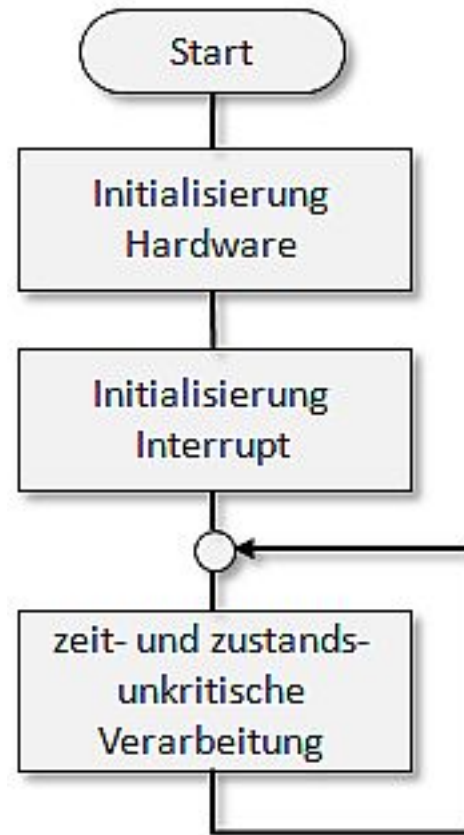 Start
Initialisierung
Hardware
Initialisierung
Interrupt
zeit- und zustands-
unkritische
Verarbeitung